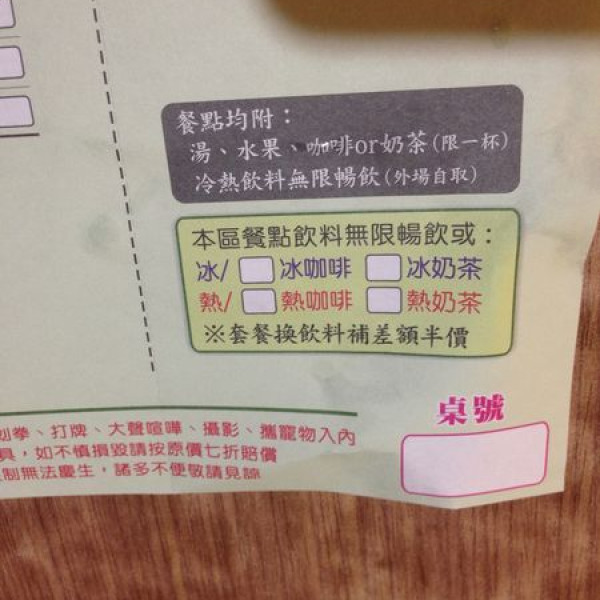 餐點均附：
湯、水果、咖啡or奶茶(限一杯)
冷熱飲料無限暢飲(外場自取)
本區餐點飲料無限暢飲或：
冰/ 冰咖啡 冰奶茶
熱/ 熱咖啡 熱奶茶
※套餐換飲料補差額半價
桌號
划拳、打牌、大聲喧嘩、攝影、攜寵物入內
具，如不慎損毀請按原價七折賠償
制無法慶生，諸多不便敬請見諒